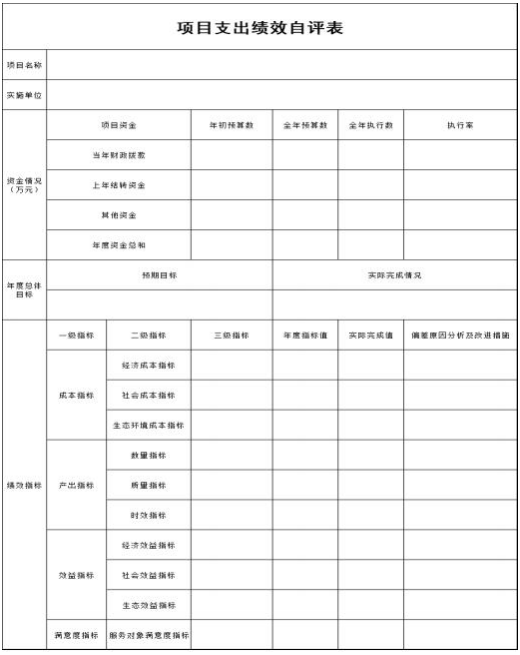 项目支出绩效自评表
项目名称
实施单位
资金情况
（万元）
项目资金 年初预算数 全年预算数 全年执行数 执行率
当年财政拨款
上年结转资金
其他资金
年度资金总和
年度总体
目标
预期目标 实际完成情况
绩效指标
一级指标 二级指标 三级指标 年度指标值 实际完成值 偏差原因分析及改进措施
成本指标
经济成本指标
社会成本指标
生态环境成本指标
产出指标
数量指标
质量指标
时效指标
效益指标
经济效益指标
社会效益指标
生态效益指标
满意度指标 服务对象满意度指标